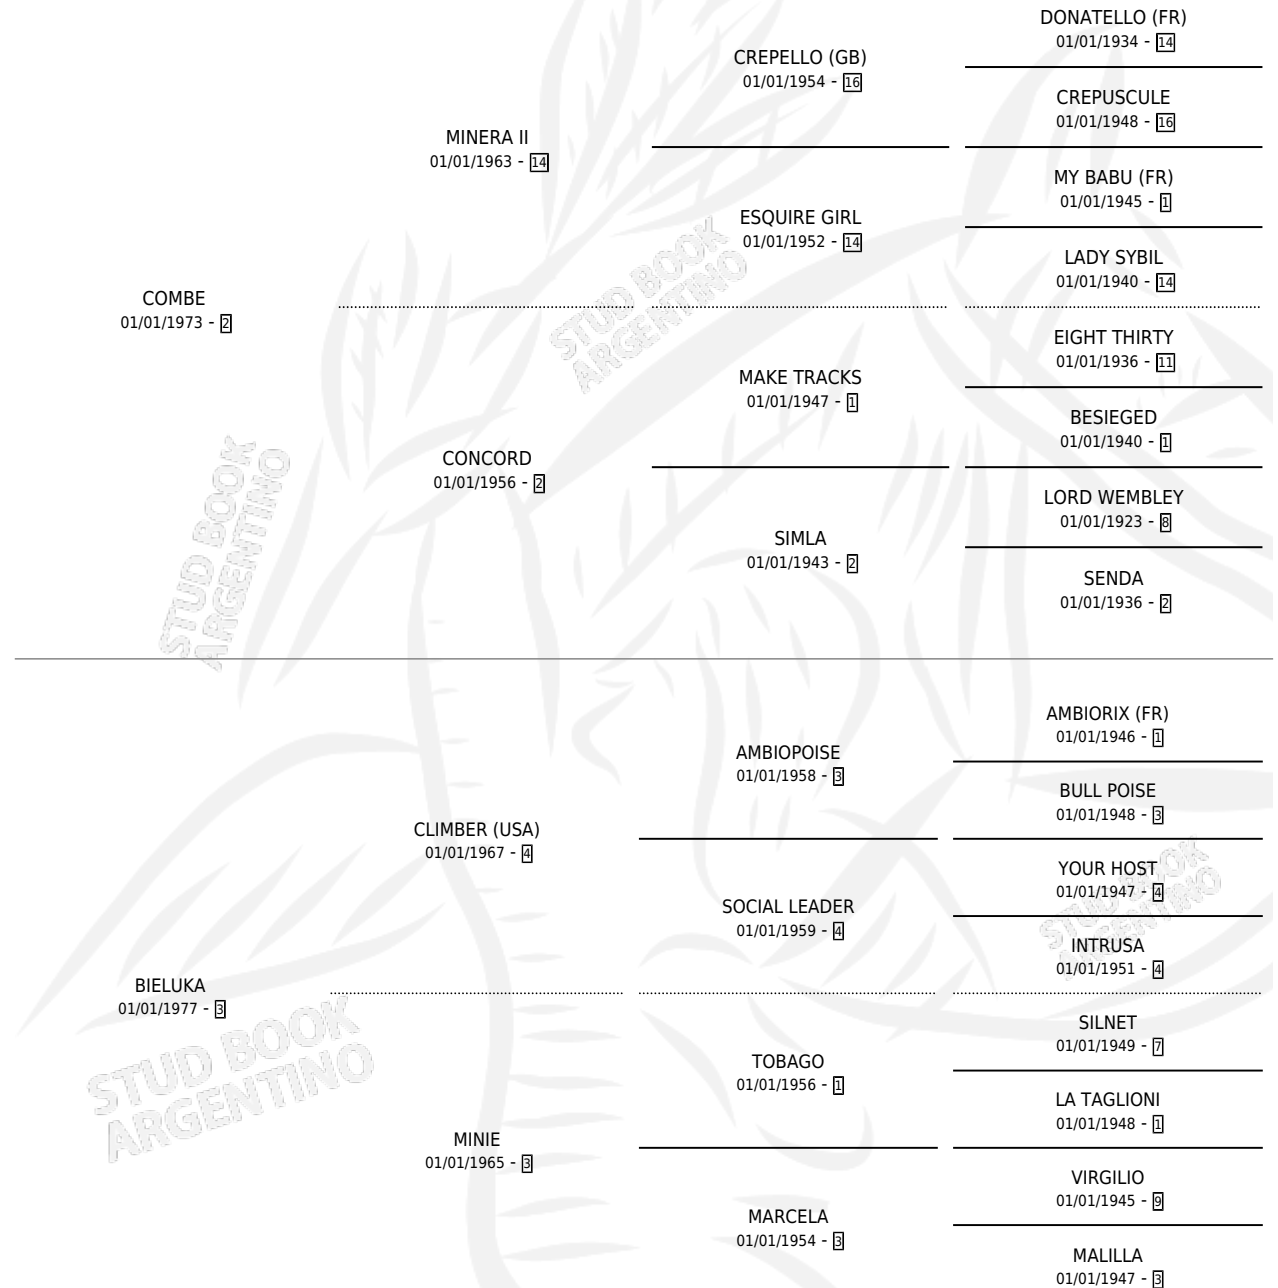 DONATELLO (FR)
01/01/1934 - 14
CREPELLO (GB)
01/01/1954 - 16
CREPUSCULE
01/01/1948 - 16
MINERA II
01/01/1963 - 14
MY BABU (FR)
01/01/1945 - 1
ESQUIRE GIRL
01/01/1952 - 14
LADY SYBIL
01/01/1940 - 14
COMBE
01/01/1973 - 2
EIGHT THIRTY
01/01/1936 - 11
MAKE TRACKS
01/01/1947 - 1
BESIEGED
01/01/1940 - 1
CONCORD
01/01/1956 - 2
LORD WEMBLEY
01/01/1923 - 8
SIMLA
01/01/1943 - 2
SENDA
01/01/1936 - 2
STUD BOOK
ARGENTINO
STUD BOOK
ARGENTINO
AMBIORIX (FR)
01/01/1946 - 1
AMBIOPOISE
01/01/1958 - 3
BULL POISE
01/01/1948 - 3
CLIMBER (USA)
01/01/1967 - 4
YOUR HOST
01/01/1947 - 4
SOCIAL LEADER
01/01/1959 - 4
INTRUSA
01/01/1951 - 4
BIELUKA
01/01/1977 - 3
SILNET
01/01/1949 - 7
TOBAGO
01/01/1956 - 1
LA TAGLIONI
01/01/1948 - 1
MINIE
01/01/1965 - 3
VIRGILIO
01/01/1945 - 9
MARCELA
01/01/1954 - 3
MALILLA
01/01/1947 - 3
STUD BOOK
ARGENTINO
STUD BOOK
ARGENTINO